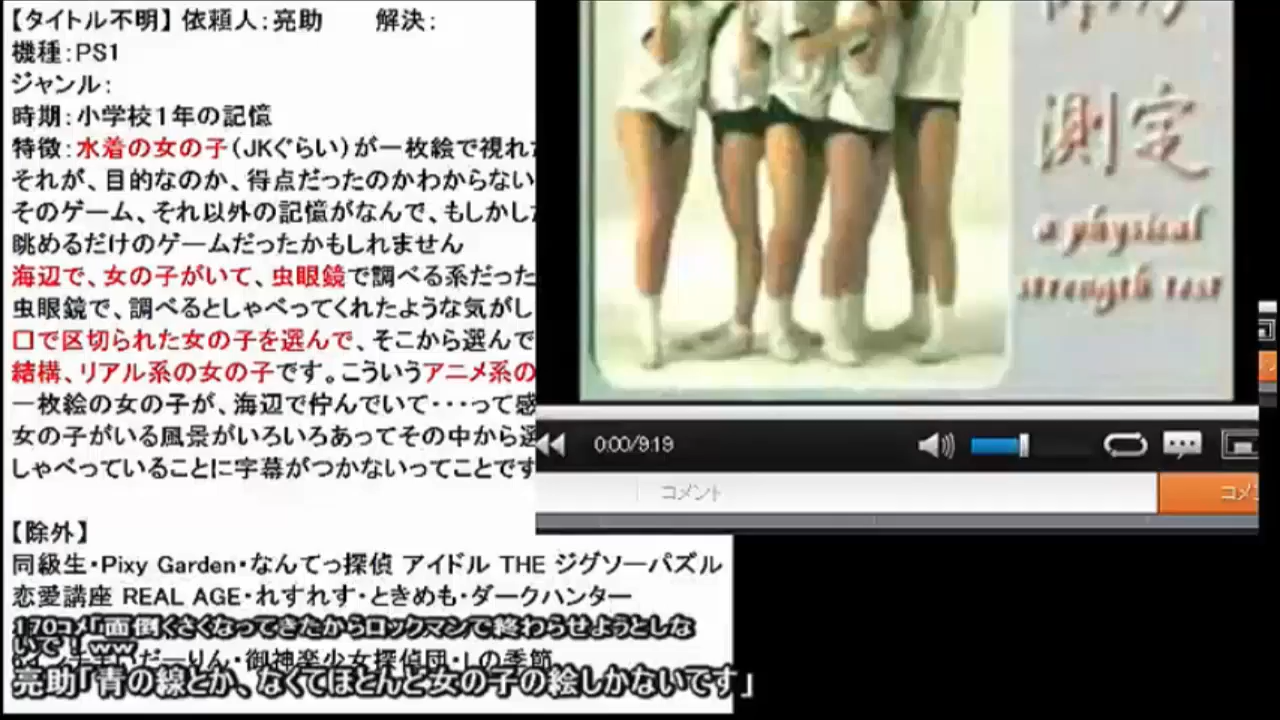 【タイトル不明】依頼人：亮助　　解決：
機種：PS1
ジャンル：
時期：小学校１年の記憶
特徴：水着の女の子（JKぐらい）が一枚絵で視れ
それが、目的なのか、得点だったのかわからない
そのゲーム、それ以外の記憶がなんで、もしかし
眺めるだけのゲームだったかもしれません
海辺で、女の子がいて、虫眼鏡で調べる系だった
虫眼鏡で、調べるとしゃべってくれたような気がし
口で区切られた女の子を選んで、そこから選んで
結構、リアル系の女の子です。こういうアニメ系の
一枚絵の女の子が、海辺で佇んでいて・・・って感
女の子がいる風景がいろいろあってその中から選
しゃべっていることに字幕がつかないってことです
【除外】
同級生・Pixy Garden・なんてっ探偵 アイドル THE ジグソーパズル
恋愛講座 REAL AGE・れすれす・ときめも・ダークハンター
170コメ「面倒くさくなってきたからロックマンで終わらせようとしな
いで！ｗｗ
だーりん・御神楽少女探偵団・Lの季節
亮助「青の線とか、なくてほとんど女の子の絵しかないです」
測定
a physical
strength test
0:00/9:19
コメント
コメ